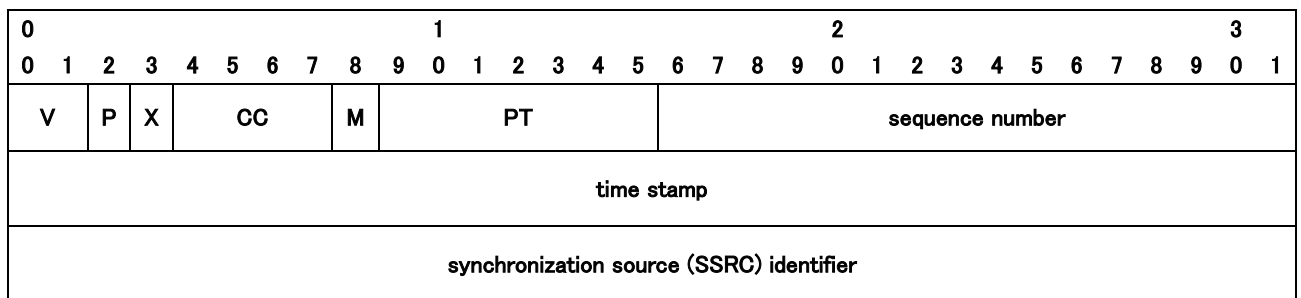 0 1 2 3
0 1 2 3 4 5 6 7 8 9 0 1 2 3 4 5 6 7 8 9 0 1 2 3 4 5 6 7 8 9 0 1
V P X CC M PT sequence number
time stamp
synchronization source (SSRC) identifier